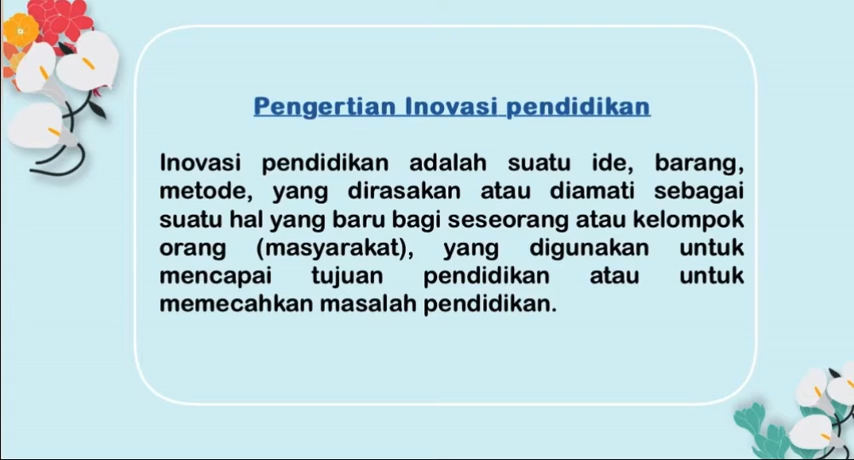 Pengertian Inovasi pendidikan
Inovasi pendidikan adalah suatu ide, barang,
metode, yang dirasakan atau diamati sebagai
suatu hal yang baru bagi seseorang atau kelompok
orang (masyarakat), yang digunakan untuk
mencapai tujuan pendidikan atau untuk
memecahkan masalah pendidikan.